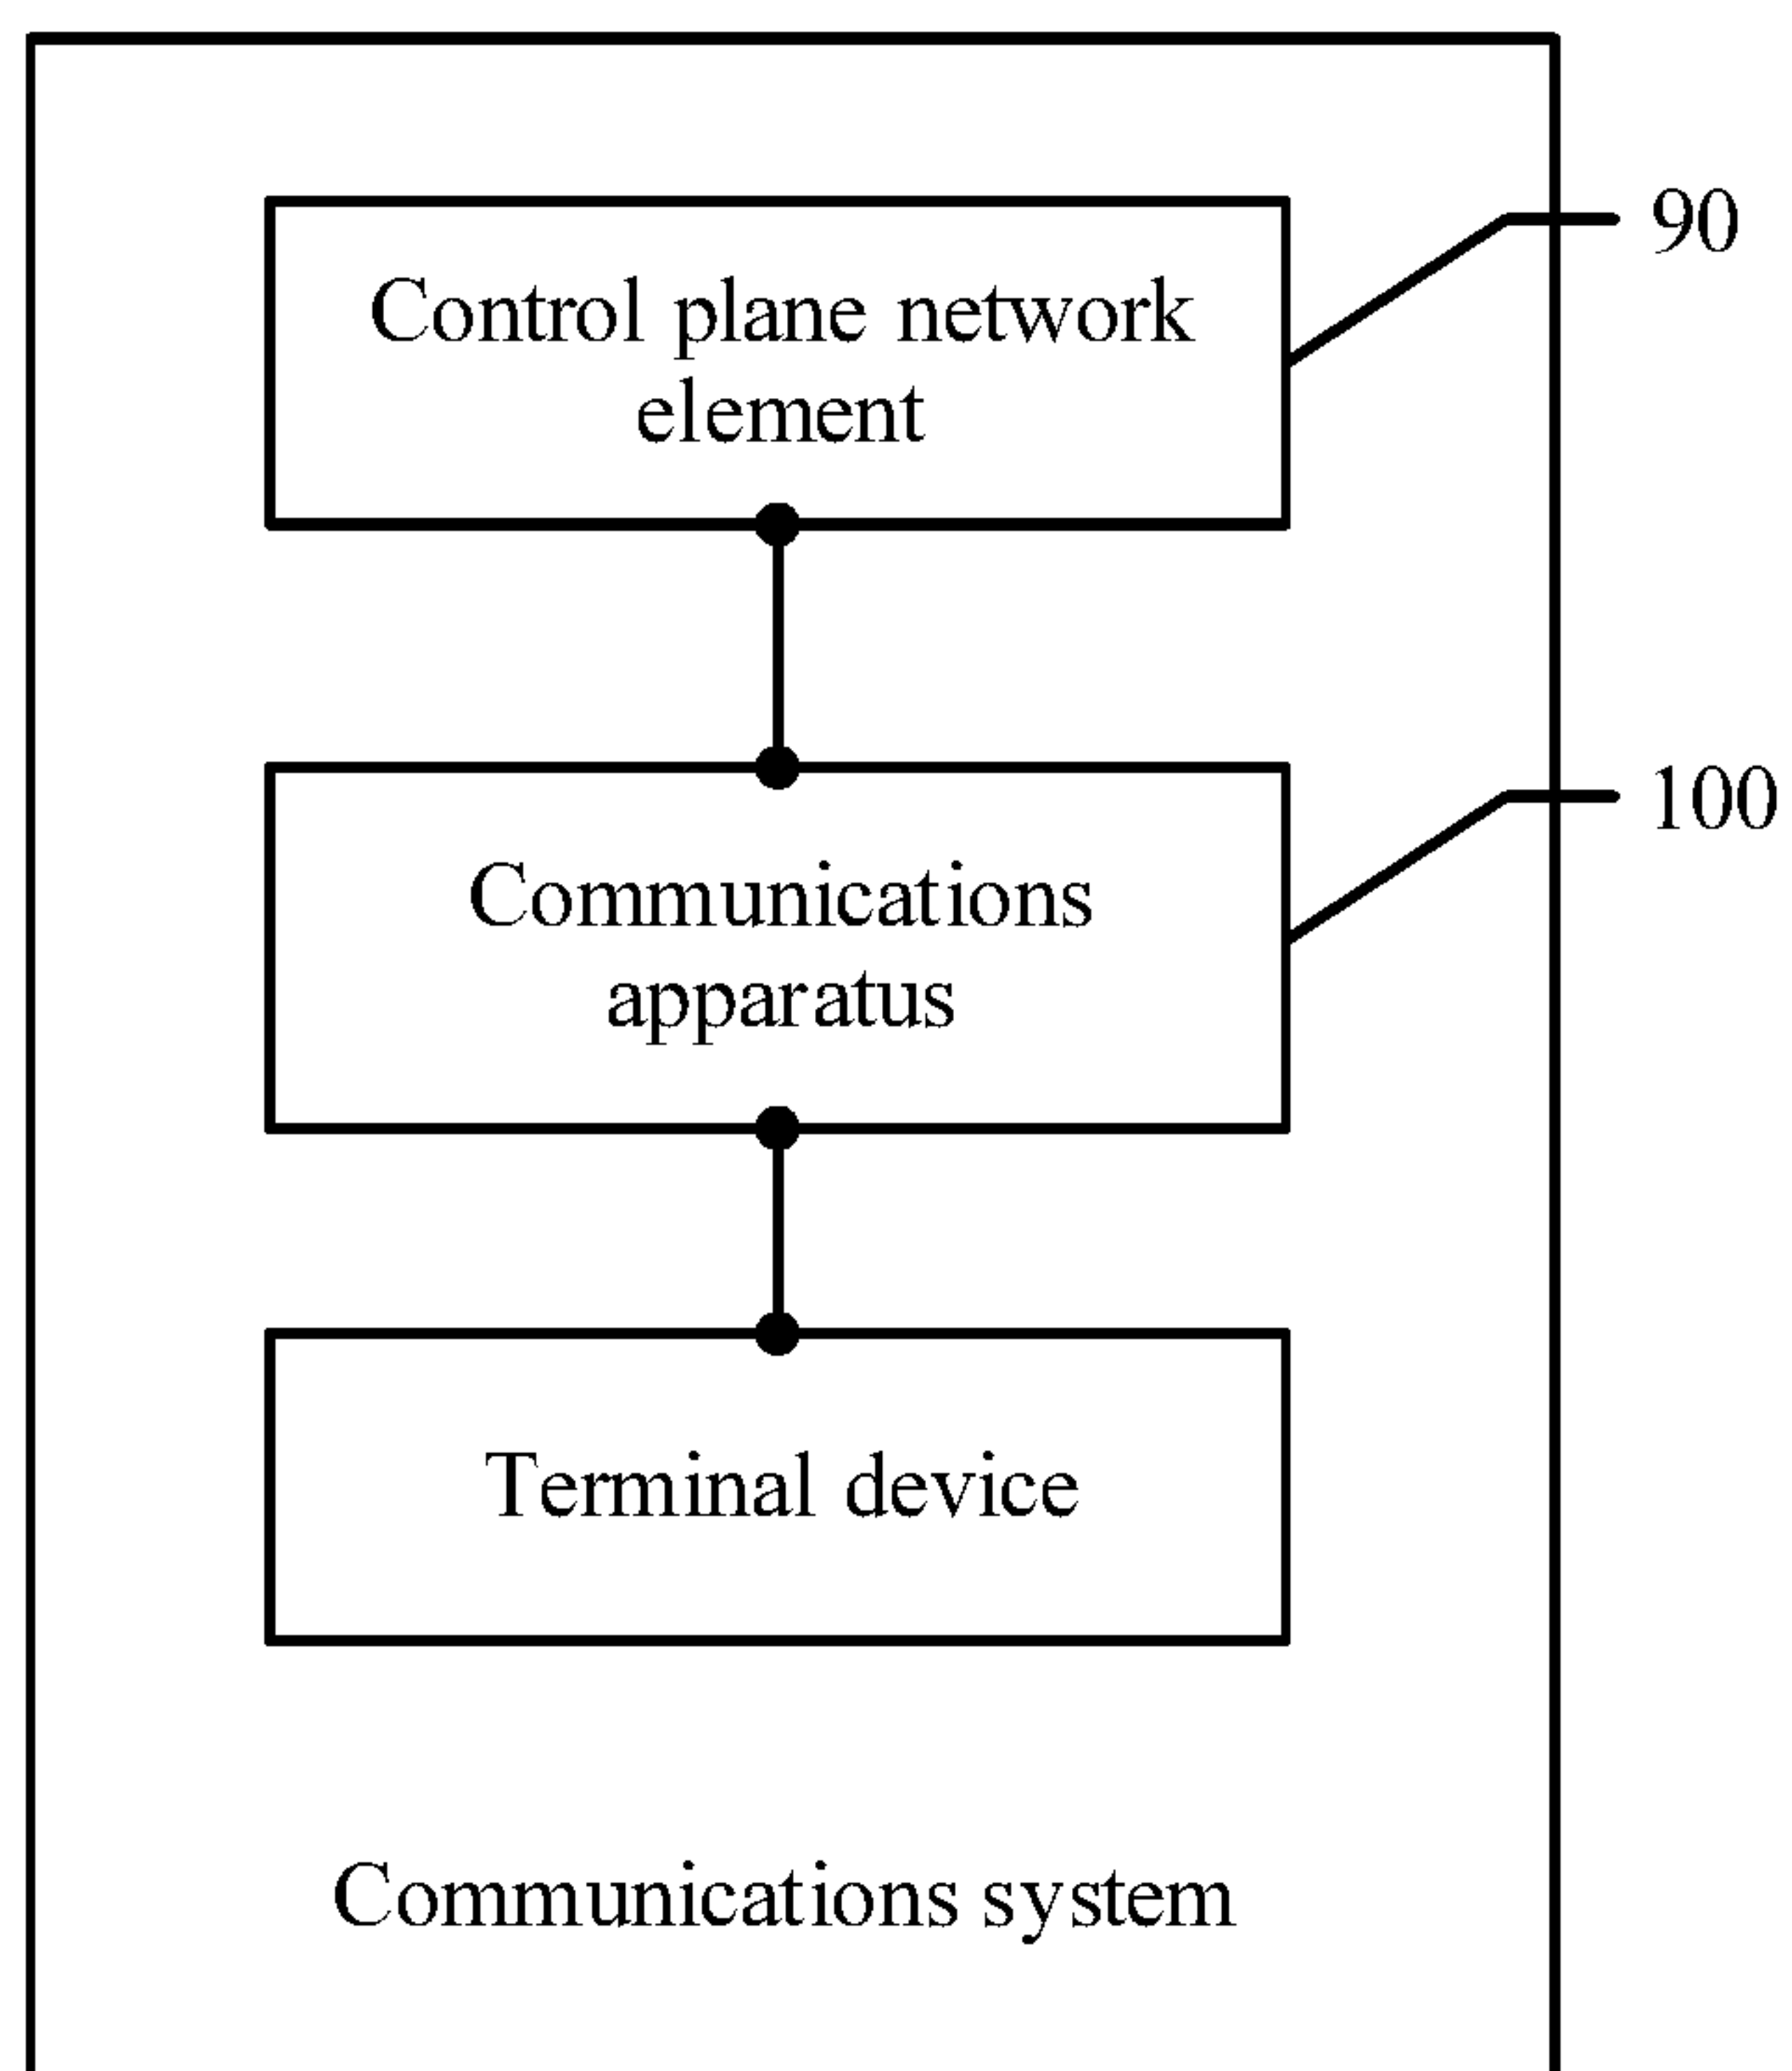 90
Control plane network
element
100
Communications
apparatus
Terminal device
Communications system